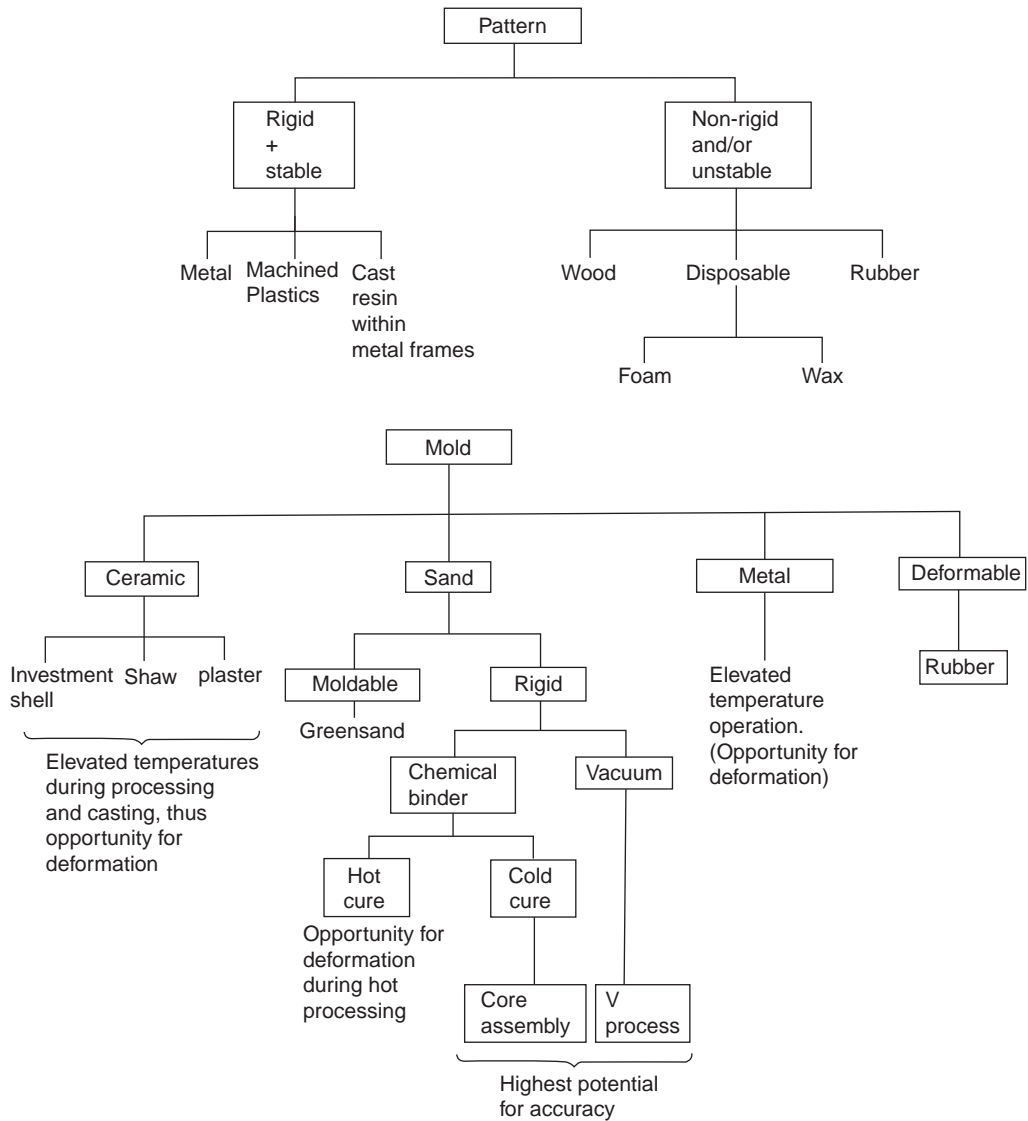 Pattern
Rigid
+
stable
Non-rigid
and/or
unstable
Metal
Machined
Plastics
Cast
resin
within
metal frames
Wood
Disposable
Rubber
Foam
Wax
Mold
Ceramic
Sand
Metal
Deformable
Investment
shell
Shaw
plaster
Elevated temperatures
during processing
and casting, thus
opportunity for
deformation
Moldable
Greensand
Rigid
Chemical
binder
Vacuum
Hot
cure
Opportunity for
deformation
during hot
processing
Cold
cure
Core
assembly
V
process
Highest potential
for accuracy
Elevated
temperature
operation.
(Opportunity for
deformation)
Rubber